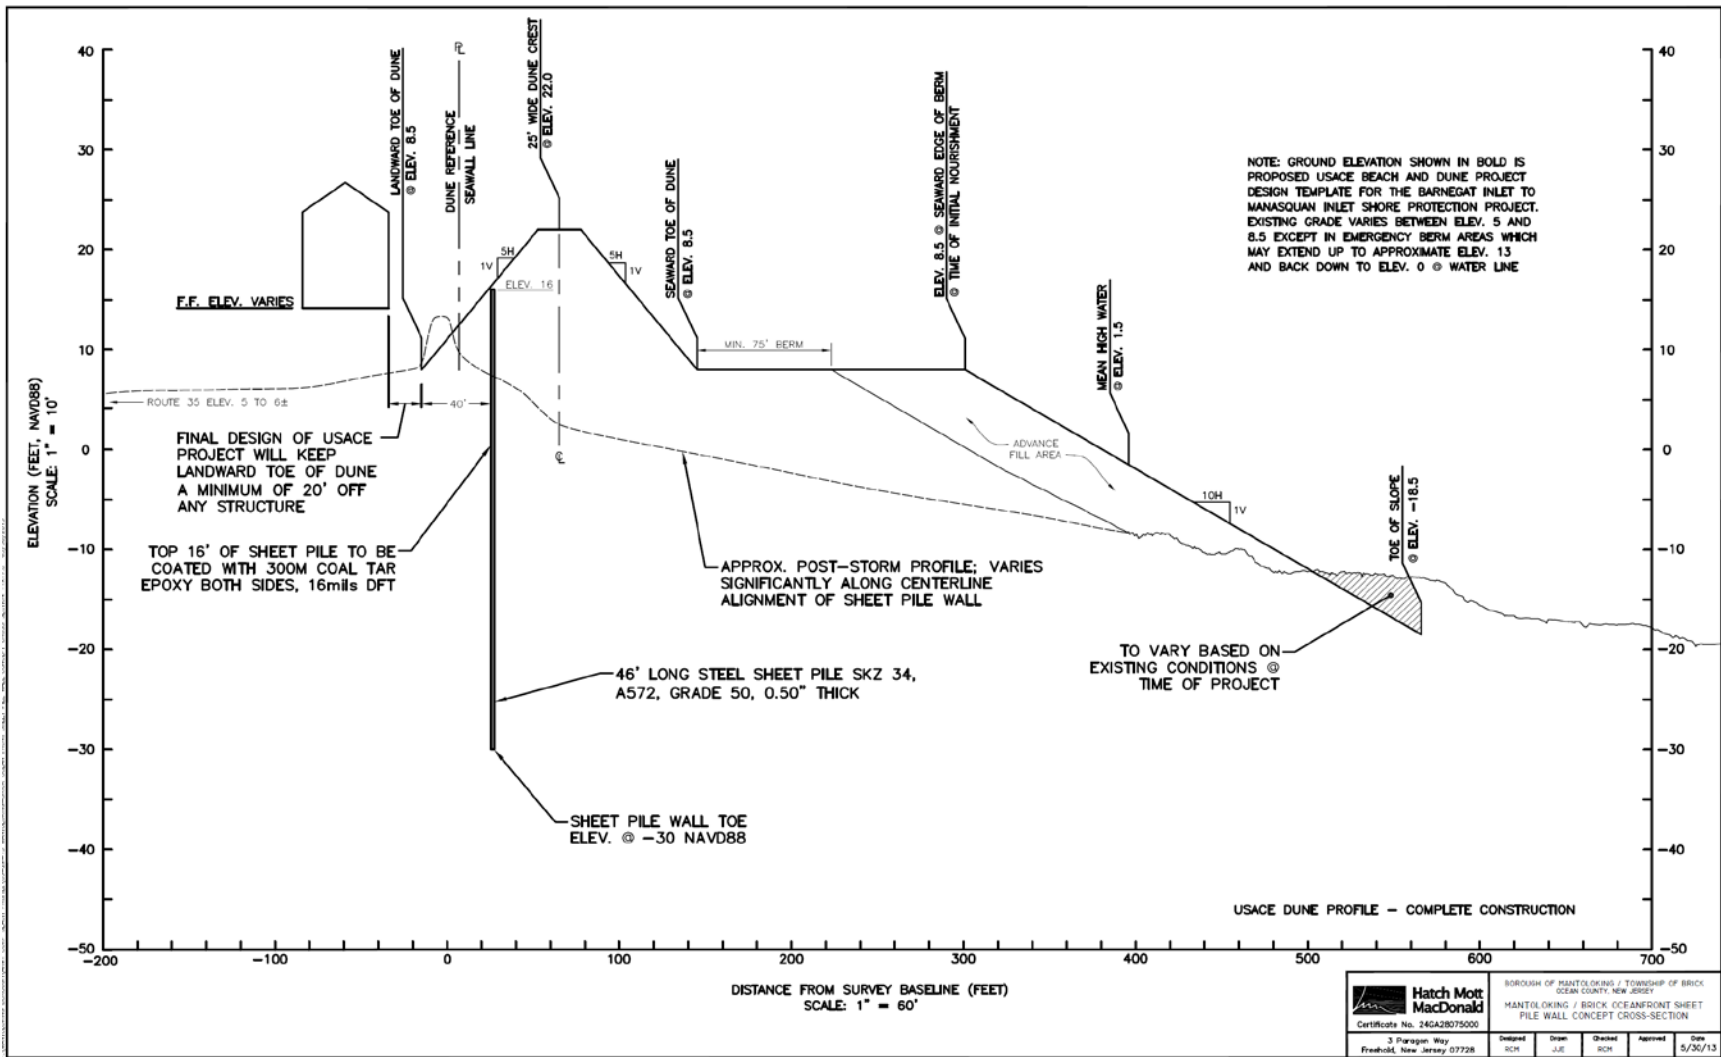 40
30
20
10
0
-10
-20
-30
-40
-50
ELEVATION (FEET, NAVD88)
SCALE: 1" = 10'
LANDWARD TOE OF DUNE
@ ELEV. 8.5
DUNE REFERENCE
SEAWALL LINE
PL
25' WIDE DUNE CREST
@ ELEV. 22.0
SEAWARD TOE OF DUNE
@ ELEV. 8.5
ELEV. 8.5 @ SEAWARD EDGE OF BERM
@ TIME OF INITIAL NOURISHMENT
MEAN HIGH WATER
@ ELEV. 1.5
TOE OF SLOPE
@ ELEV. -18.5
NOTE: GROUND ELEVATION SHOWN IN BOLD IS
PROPOSED USACE BEACH AND DUNE PROJECT
DESIGN TEMPLATE FOR THE BARNEGAT INLET TO
MANASQUAN INLET SHORE PROTECTION PROJECT.
EXISTING GRADE VARIES BETWEEN ELEV. 5 AND
8.5 EXCEPT IN EMERGENCY BERM AREAS WHICH
MAY EXTEND UP TO APPROXIMATE ELEV. 13
AND BACK DOWN TO ELEV. 0 @ WATER LINE
5H
1V
5H
1V
ELEV. 16
F.F. ELEV. VARIES
MIN. 75' BERM
ROUTE 35 ELEV. 5 TO 6±
40'
CL
ADVANCE
FILL AREA
10H
1V
FINAL DESIGN OF USACE
PROJECT WILL KEEP
LANDWARD TOE OF DUNE
A MINIMUM OF 20' OFF
ANY STRUCTURE
TOP 16' OF SHEET PILE TO BE
COATED WITH 300M COAL TAR
EPOXY BOTH SIDES, 16mils DFT
APPROX. POST-STORM PROFILE; VARIES
SIGNIFICANTLY ALONG CENTERLINE
ALIGNMENT OF SHEET PILE WALL
46' LONG STEEL SHEET PILE SKZ 34,
A572, GRADE 50, 0.50" THICK
TO VARY BASED ON
EXISTING CONDITIONS @
TIME OF PROJECT
SHEET PILE WALL TOE
ELEV. @ -30 NAVD88
USACE DUNE PROFILE - COMPLETE CONSTRUCTION
40
30
20
10
0
-10
-20
-30
-40
-50
-200
-100
0
100
200
300
400
500
600
700
DISTANCE FROM SURVEY BASELINE (FEET)
SCALE: 1" = 60'
Hatch Mott
MacDonald
Certificate No. 24GA28075000
3 Paragon Way
Freehold, New Jersey 07728
BOROUGH OF MANTOLOKING / TOWNSHIP OF BRICK
OCEAN COUNTY, NEW JERSEY
MANTOLOKING / BRICK OCEANFRONT SHEET
PILE WALL CONCEPT CROSS-SECTION
Designed
RCM
Drawn
JJE
Checked
RCM
Approved
Date
5/30/13